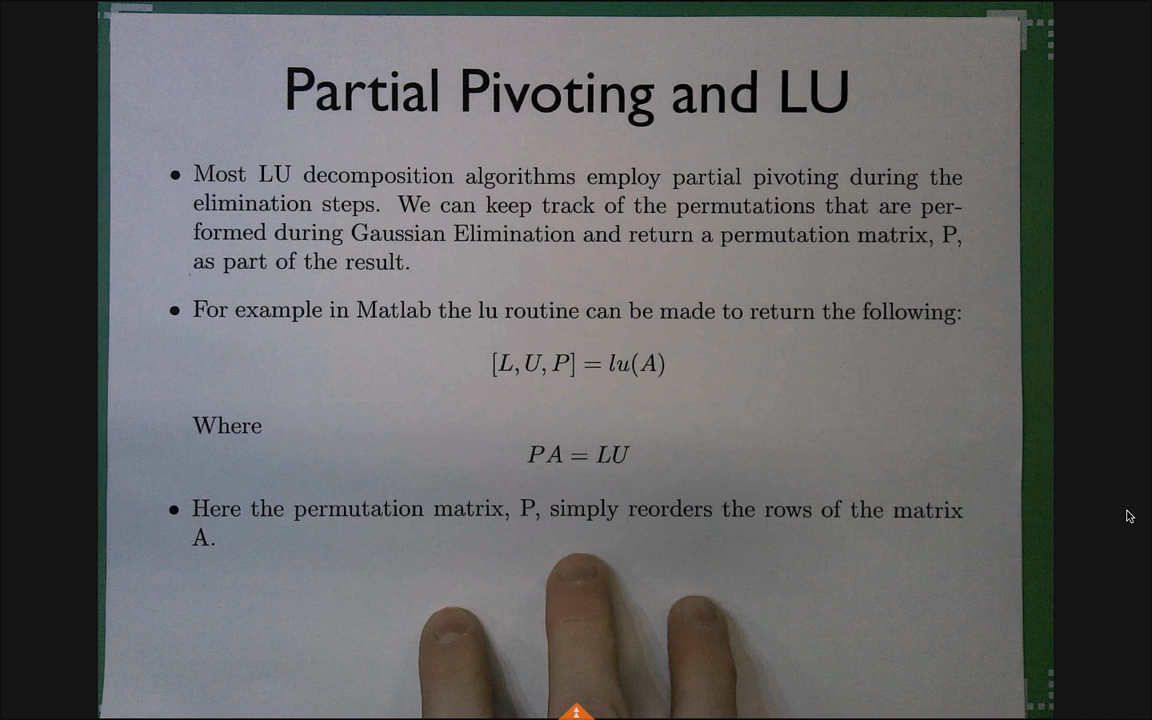 Partial Pivoting and LU
• Most LU decomposition algorithms employ partial pivoting during the
elimination steps. We can keep track of the permutations that are per-
formed during Gaussian Elimination and return a permutation matrix, P,
as part of the result.
• For example in Matlab the lu routine can be made to return the following:
[L, U, P] = lu(A)
Where
PA = LU
• Here the permutation matrix, P, simply reorders the rows of the matrix
A.